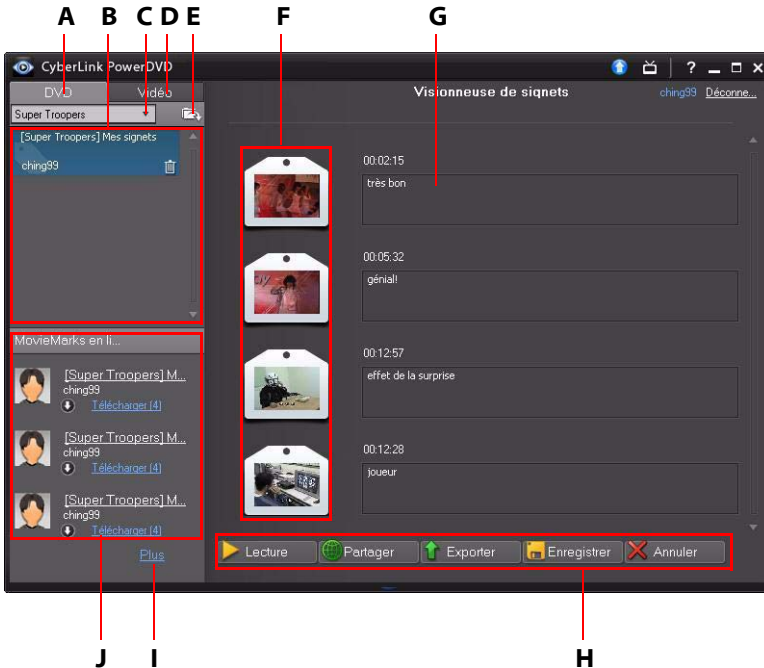 A B C D E F G
CyberLink PowerDVD
?
DVD Vidéo
Visionneuse de signets
ching99 Déconne...
Super Troopers
[Super Troopers] Mes signets
ching99
00:02:15
très bon
00:05:32
génial!
00:12:57
effet de la surprise
00:12:28
joueur
MovieMarks en li...
[Super Troopers] M...
ching99
Télécharger (4)
[Super Troopers] M...
ching99
Télécharger (4)
[Super Troopers] M...
ching99
Télécharger (4)
Plus
Lecture Partager Exporter Enregistrer Annuler
J I H